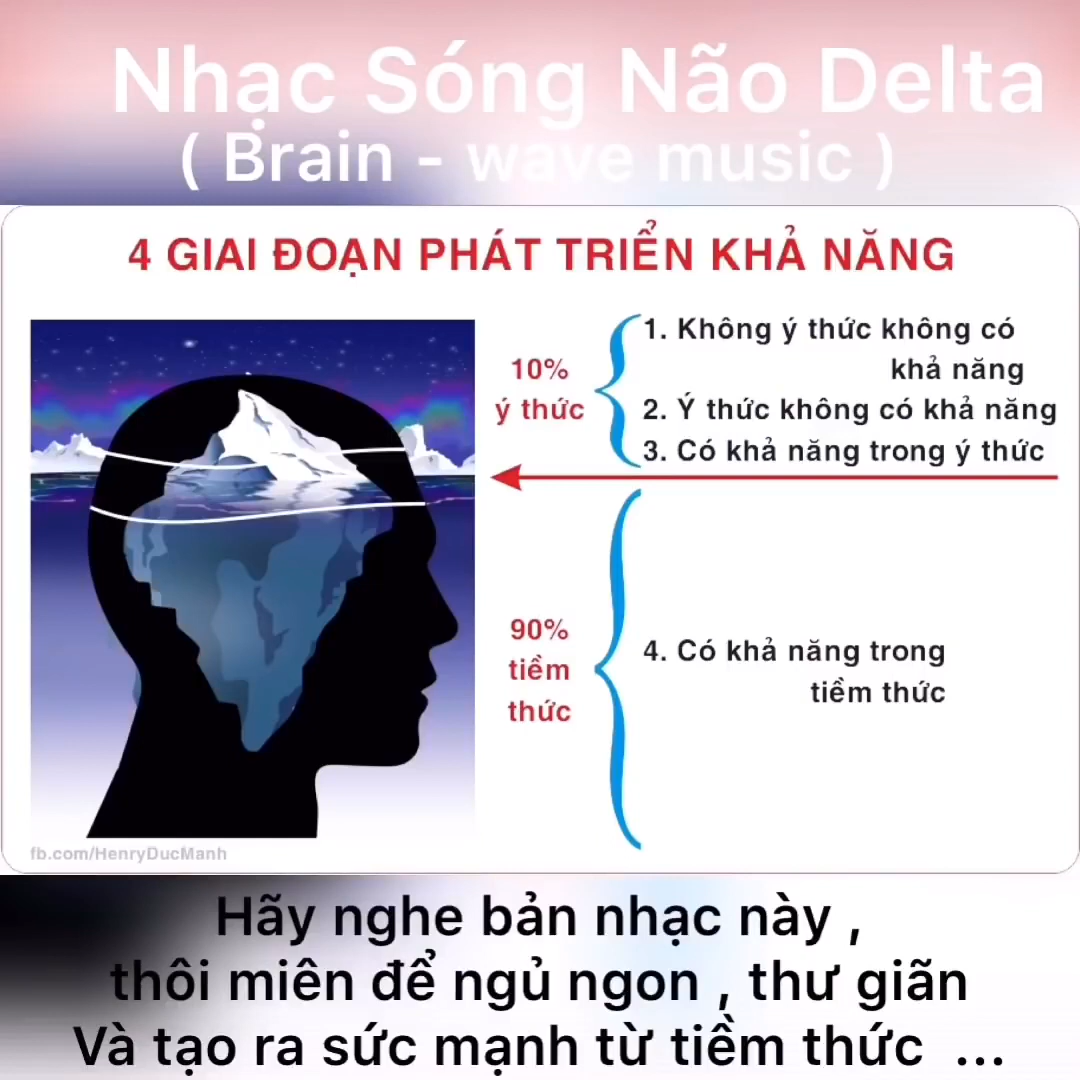 Nhạc Sóng Não Delta
( Brain - wave music )
4 GIAI ĐOẠN PHÁT TRIỂN KHẢ NĂNG
10%
ý thức
1. Không ý thức không có
khả năng
2. Ý thức không có khả năng
3. Có khả năng trong ý thức
90%
tiềm
thức
4. Có khả năng trong
tiềm thức
fb.com/HenryDucManh
Hãy nghe bản nhạc này ,
thôi miên để ngủ ngon , thư giãn
Và tạo ra sức mạnh từ tiềm thức ...